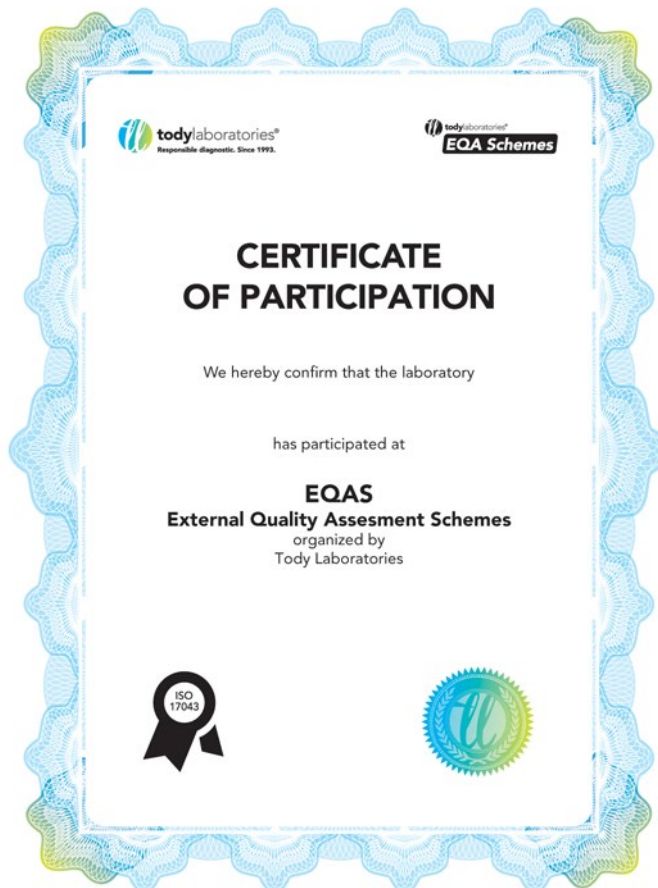 todylaboratories®
Responsible diagnostic. Since 1993.
todylaboratories®
EQA Schemes
CERTIFICATE
OF PARTICIPATION
We hereby confirm that the laboratory
has participated at
EQAS
External Quality Assesment Schemes
organized by
Tody Laboratories
ISO
17043